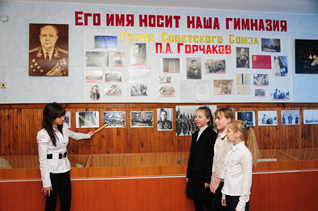 ЕГО ИМЯ НОСИТ НАША ГИМНАЗИЯ
Герой Советского Союза
П.А. ГОРЧАКОВ